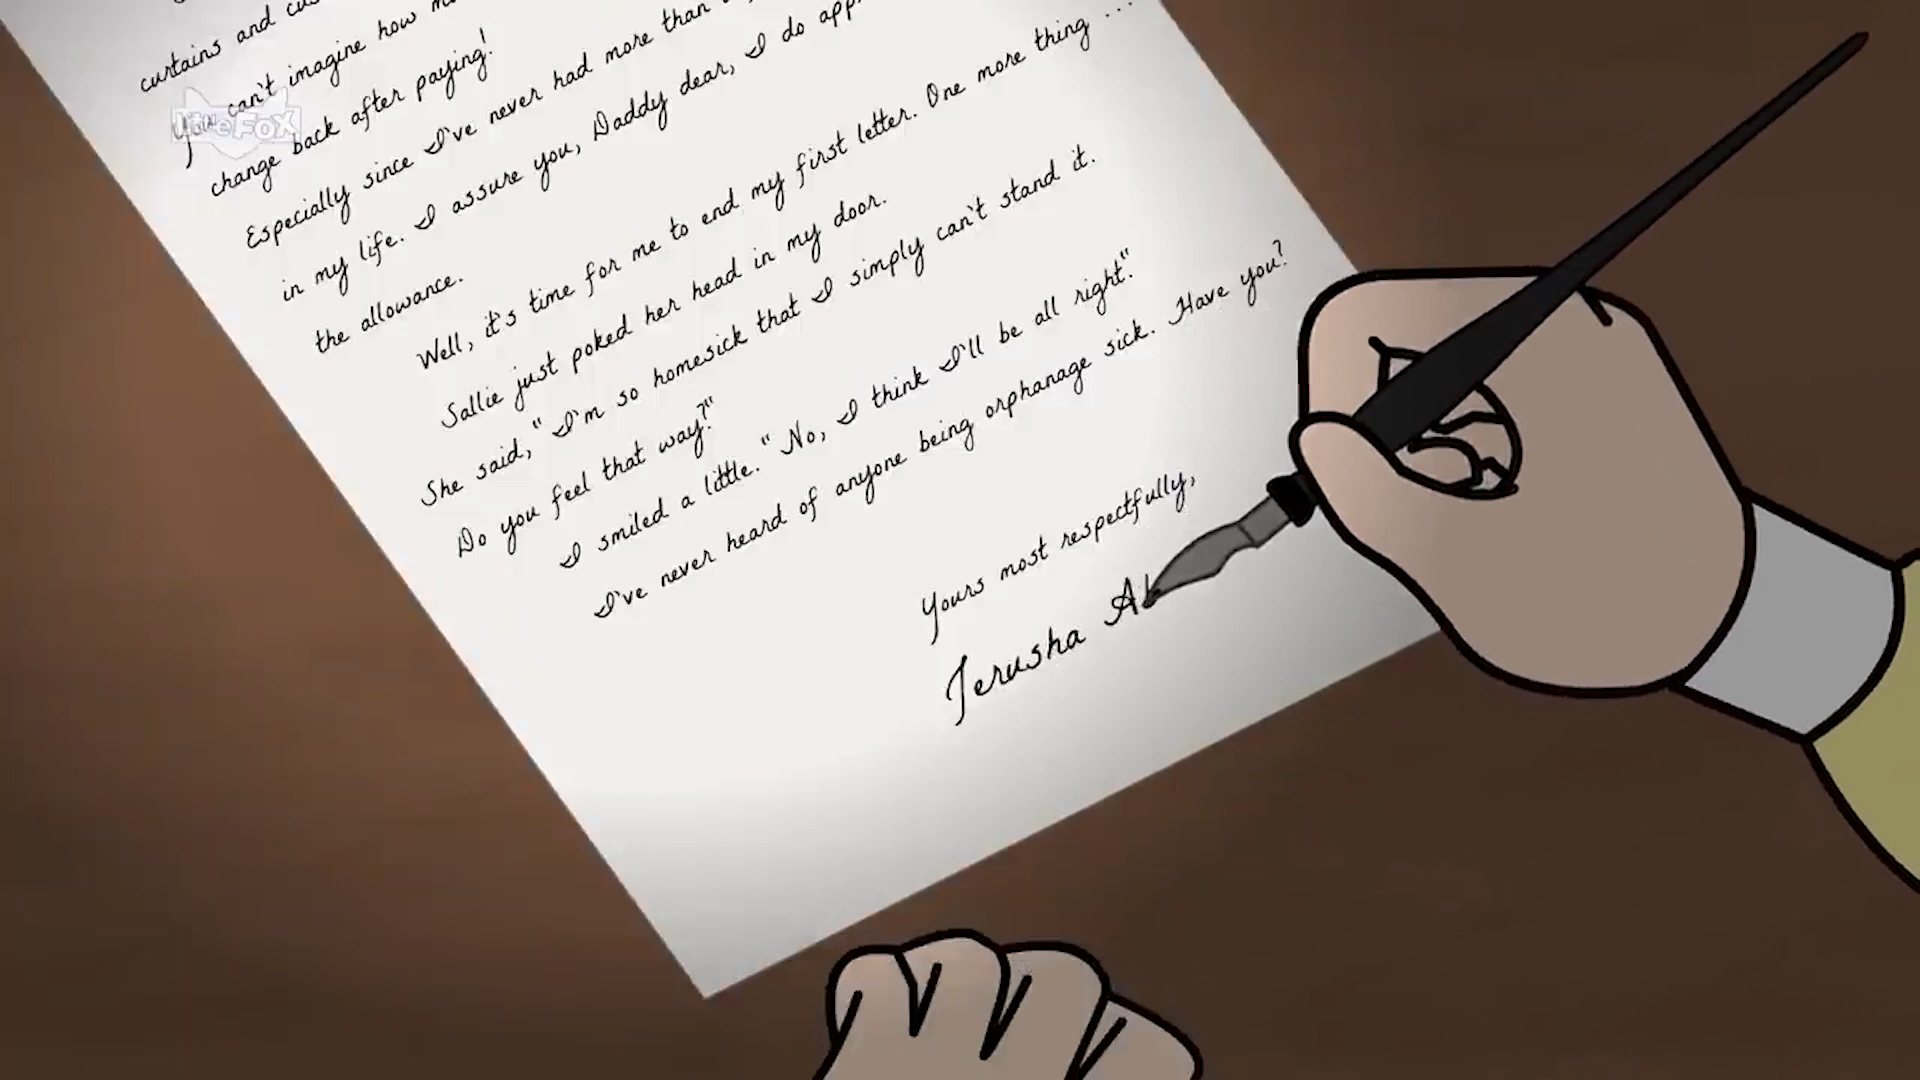 curtains and
You can't imagine how
change back after paying!
Especially since I've never had more than
in my life. I assure you, Daddy dear, I do
the allowance.
Well, it's time for me to end my first letter. One more thing ...
Sallie just poked her head in my door.
She said, "I'm so homesick that I simply can't stand it.
Do you feel that way?"
I smiled a little. "No, I think I'll be all right".
I've never heard of anyone being orphanage sick. Have you?
Yours most respectfully,
Jerusha Ab
little Fox